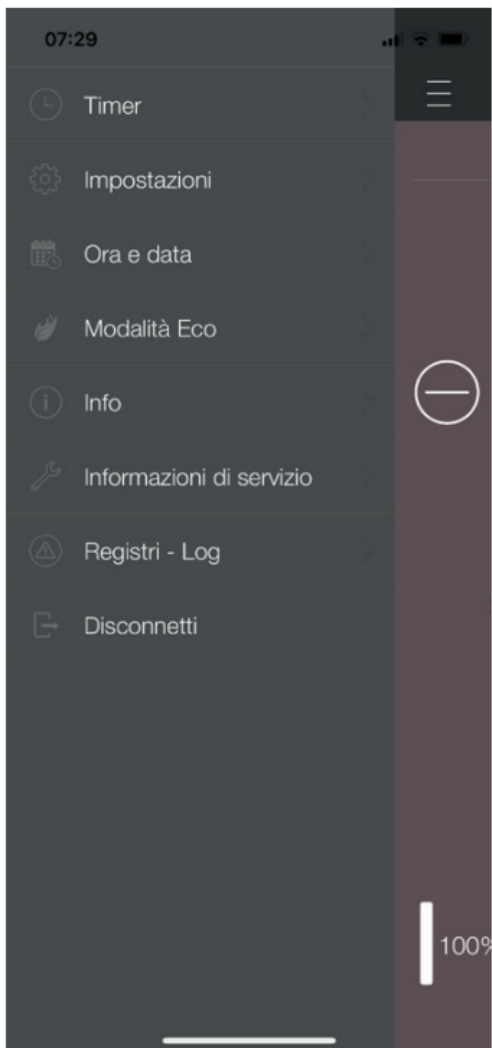 07:29
Timer
Impostazioni
Ora e data
Modalità Eco
Info
Informazioni di servizio
Registri - Log
Disconnetti
100%